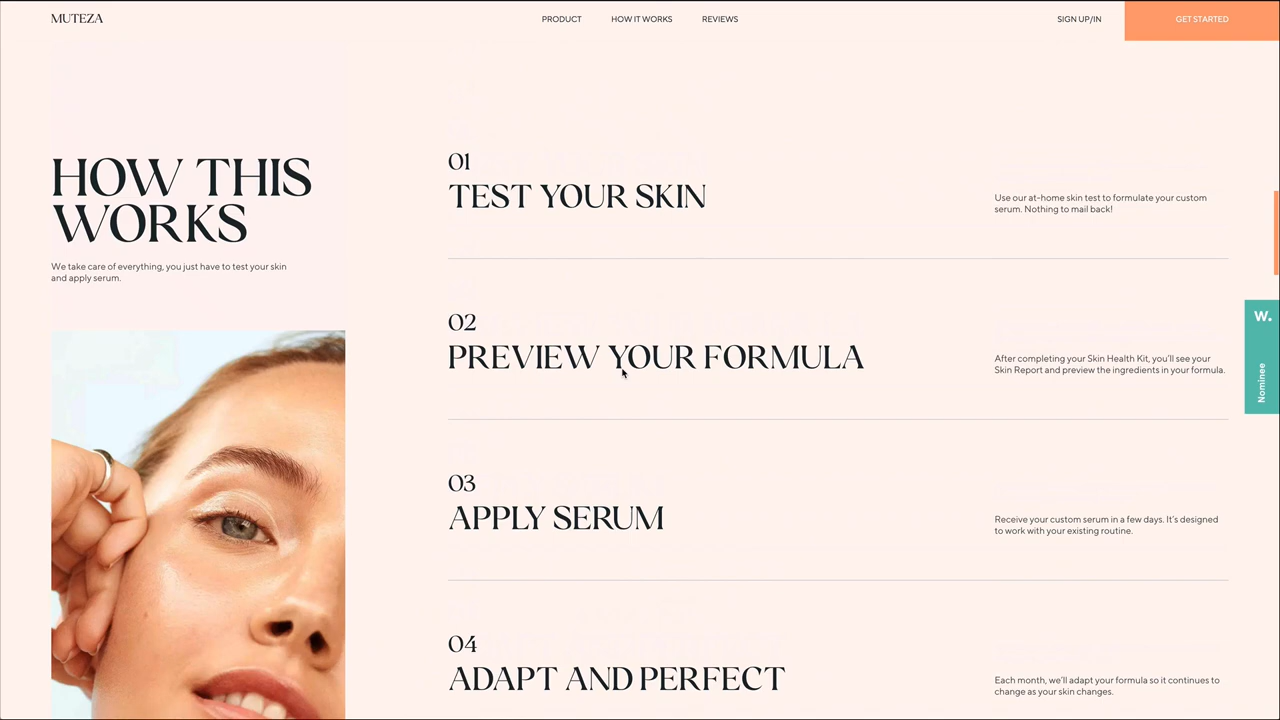 MUTEZA
PRODUCT
HOW IT WORKS
REVIEWS
SIGN UP/IN
GET STARTED
HOW THIS
WORKS
We take care of everything, you just have to test your skin
and apply serum.
01
TEST YOUR SKIN
Use our at-home skin test to formulate your custom
serum. Nothing to mail back!
02
PREVIEW YOUR FORMULA
After completing your Skin Health Kit, you'll see your
Skin Report and preview the ingredients in your formula.
03
APPLY SERUM
Receive your custom serum in a few days. It's designed
to work with your existing routine.
04
ADAPT AND PERFECT
Each month, we'll adapt your formula so it continues to
change as your skin changes.
W.
Nominee